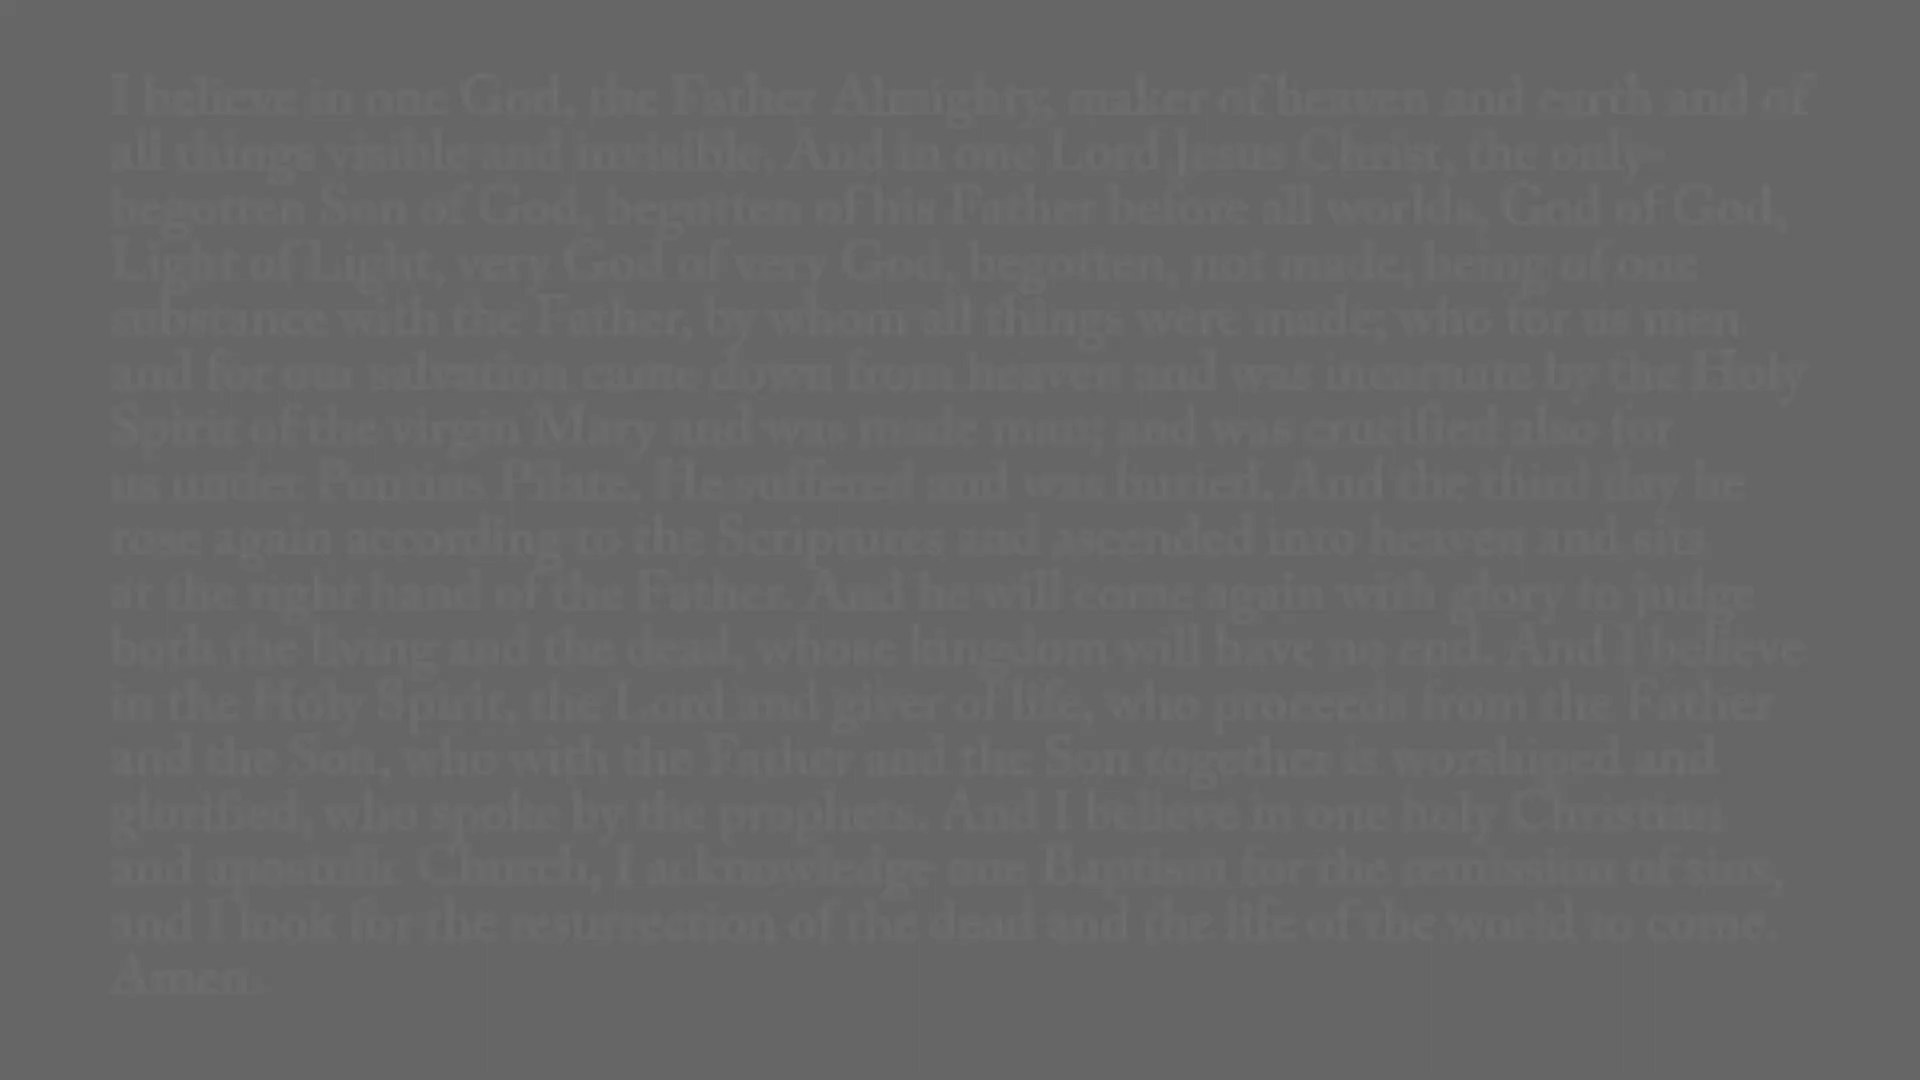 I believe in one God, the Father Almighty, maker of heaven and earth and of
all things visible and invisible. And in one Lord Jesus Christ, the only-
begotten Son of God, begotten of his Father before all worlds, God of God,
Light of Light, very God of very God, begotten, not made, being of one
substance with the Father, by whom all things were made; who for us men
and for our salvation came down from heaven and was incarnate by the Holy
Spirit of the virgin Mary and was made man; and was crucified also for
us under Pontius Pilate. He suffered and was buried. And the third day he
rose again according to the Scriptures and ascended into heaven and sits
at the right hand of the Father. And he will come again with glory to judge
both the living and the dead, whose kingdom will have no end. And I believe
in the Holy Spirit, the Lord and giver of life, who proceeds from the Father
and the Son, who with the Father and the Son together is worshiped and
glorified, who spoke by the prophets. And I believe in one holy Christian
and apostolic Church, I acknowledge one Baptism for the remission of sins,
and I look for the resurrection of the dead and the life of the world to come.
Amen.